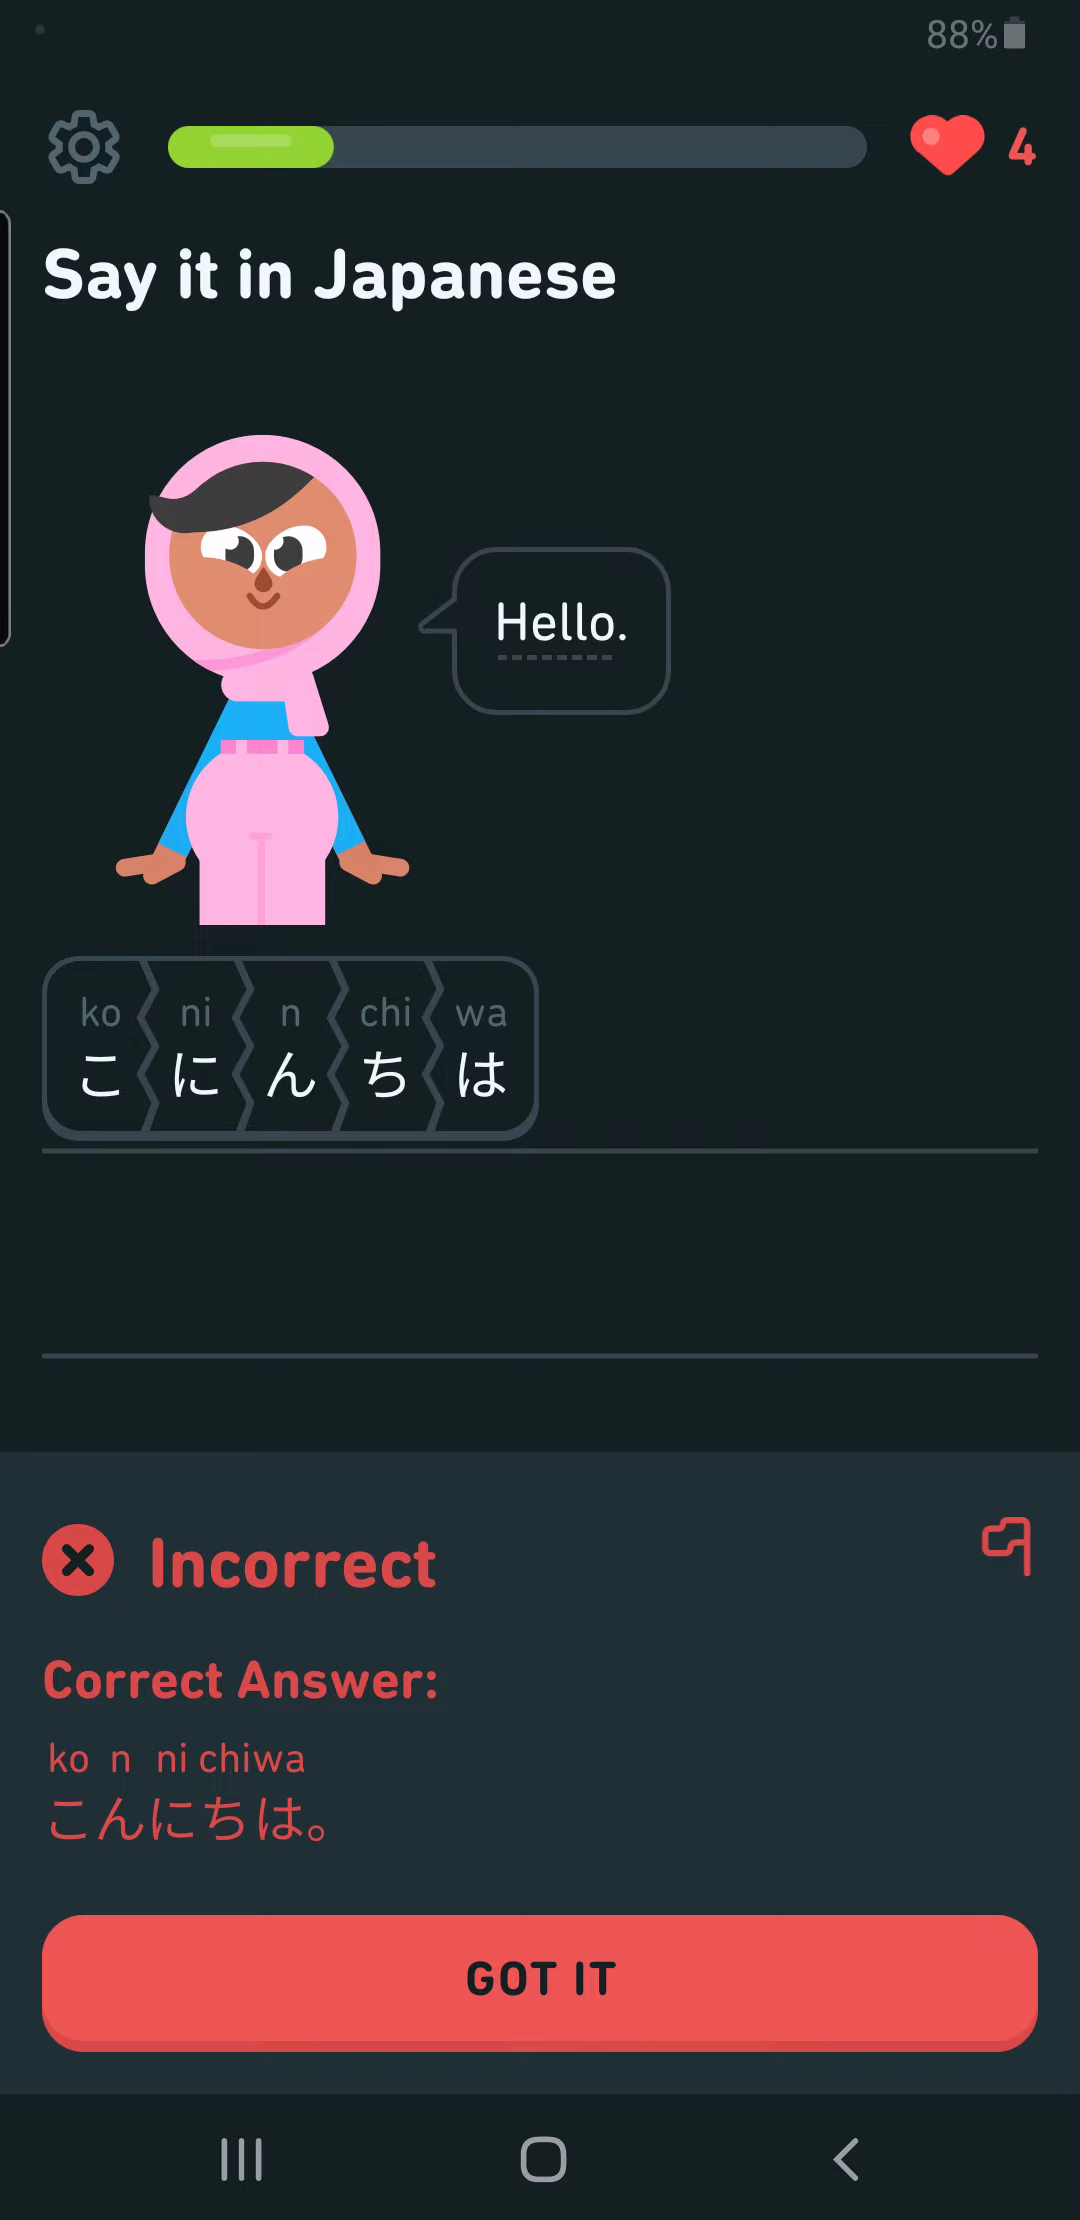 88%
4
Say it in Japanese
Hello.
ko ni n chi wa
こ に ん ち は
Incorrect
Correct Answer:
ko n ni chiwa
こんにちは。
GOT IT